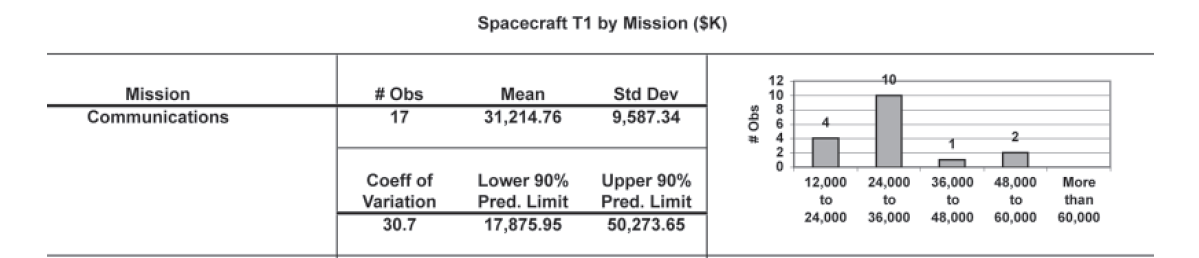 Spacecraft T1 by Mission ($K)
Mission # Obs Mean Std Dev
Communications 17 31,214.76 9,587.34
Coeff of Variation Lower 90% Pred. Limit Upper 90% Pred. Limit
30.7 17,875.95 50,273.65
# Obs
12
10
8
6
4
2
0
4 10 1 2
12,000 to 24,000
24,000 to 36,000
36,000 to 48,000
48,000 to 60,000
More than 60,000